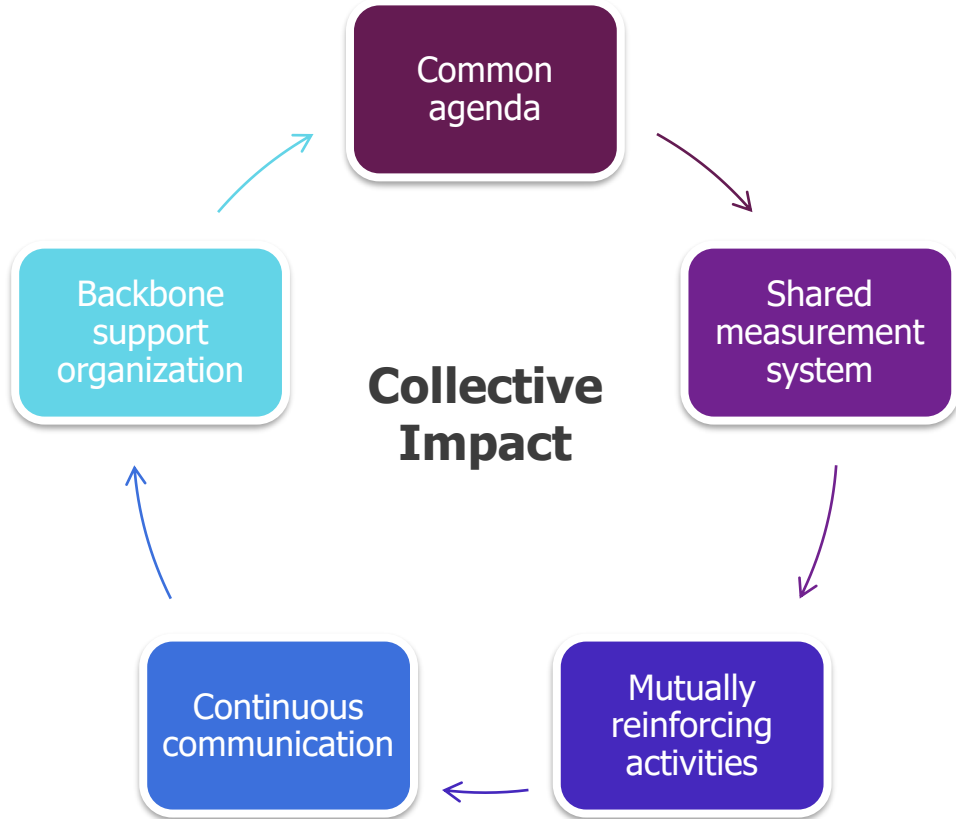 Common
agenda
Shared
measurement
system
Mutually
reinforcing
activities
Continuous
communication
Backbone
support
organization
Collective
Impact